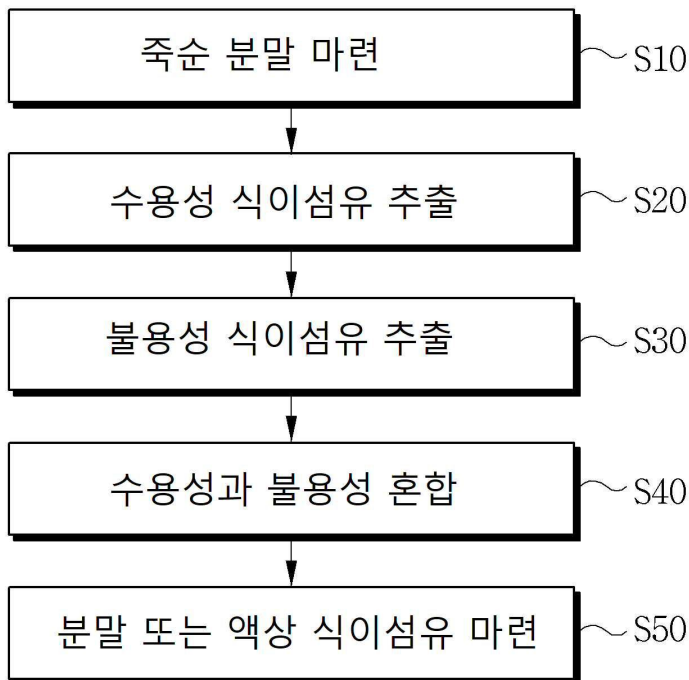 죽순 분말 마련 S10
수용성 식이섬유 추출 S20
불용성 식이섬유 추출 S30
수용성과 불용성 혼합 S40
분말 또는 액상 식이섬유 마련 S50